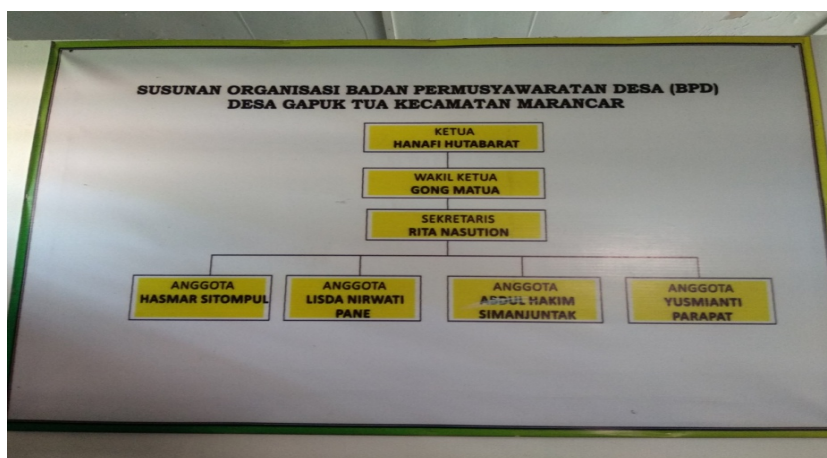 SUSUNAN ORGANISASI BADAN PERMUSYAWARATAN DESA (BPD)
DESA GAPUK TUA KECAMATAN MARANCAR
KETUA
HANAFI HUTABARAT
WAKIL KETUA
GONG MATUA
SEKRETARIS
RITA NASUTION
ANGGOTA
HASMAR SITOMPUL
ANGGOTA
LISDA NIRWATI
PANE
ANGGOTA
ABDUL HAKIM
SIMANJUNTAK
ANGGOTA
YUSMIANTI
PARAPAT